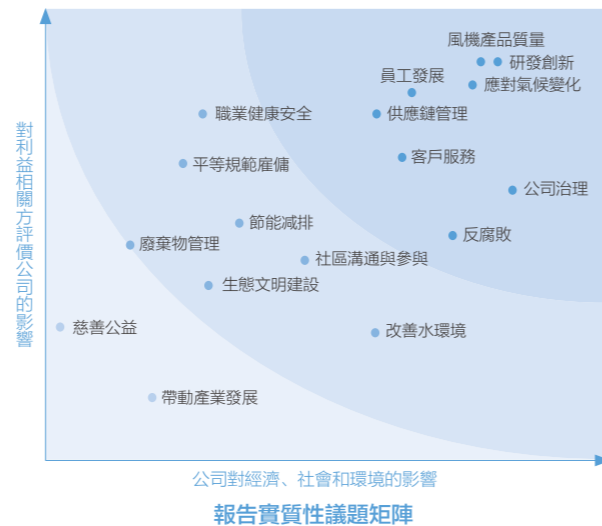 風機產品質量
研發創新
員工發展
應對氣候變化
職業健康安全
供應鏈管理
客戶服務
平等規範雇傭
公司治理
節能减排
反腐敗
廢棄物管理
社區溝通與參與
生態文明建設
慈善公益
改善水環境
帶動產業發展
對利益相關方評價公司的影響
公司對經濟、社會和環境的影響
報告實質性議題矩陣